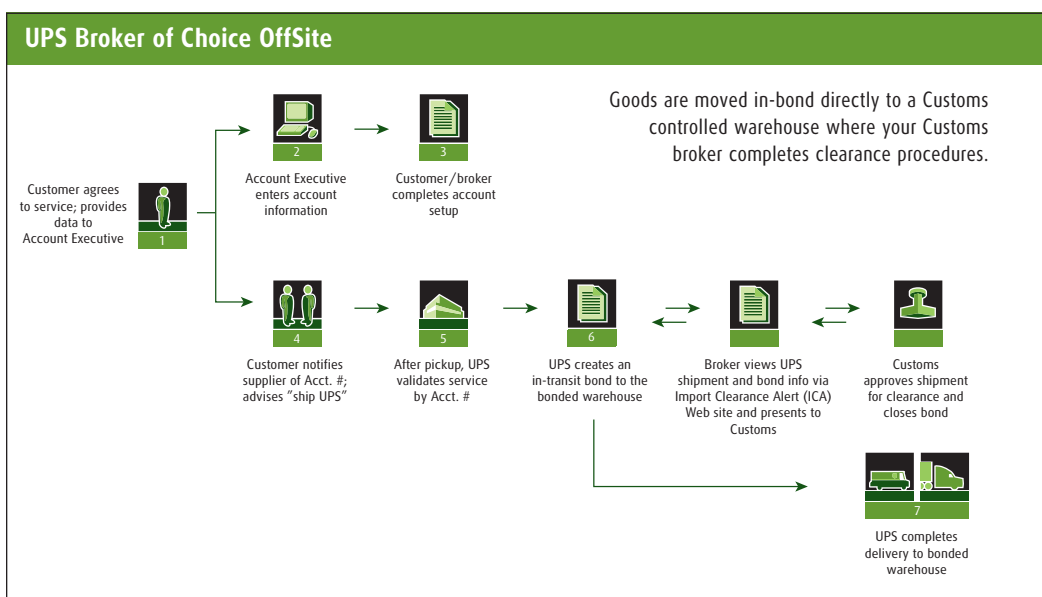 UPS Broker of Choice OffSite
Goods are moved in-bond directly to a Customs
controlled warehouse where your Customs
broker completes clearance procedures.
Customer agrees
to service; provides
data to
Account Executive
1
2
Account Executive
enters account
information
3
Customer/broker
completes account
setup
4
Customer notifies
supplier of Acct. #;
advises "ship UPS"
5
After pickup, UPS
validates service
by Acct. #
6
UPS creates an
in-transit bond to the
bonded warehouse
Broker views UPS
shipment and bond info via
Import Clearance Alert (ICA)
Web site and presents to
Customs
Customs
approves shipment
for clearance and
closes bond
7
UPS completes
delivery to bonded
warehouse